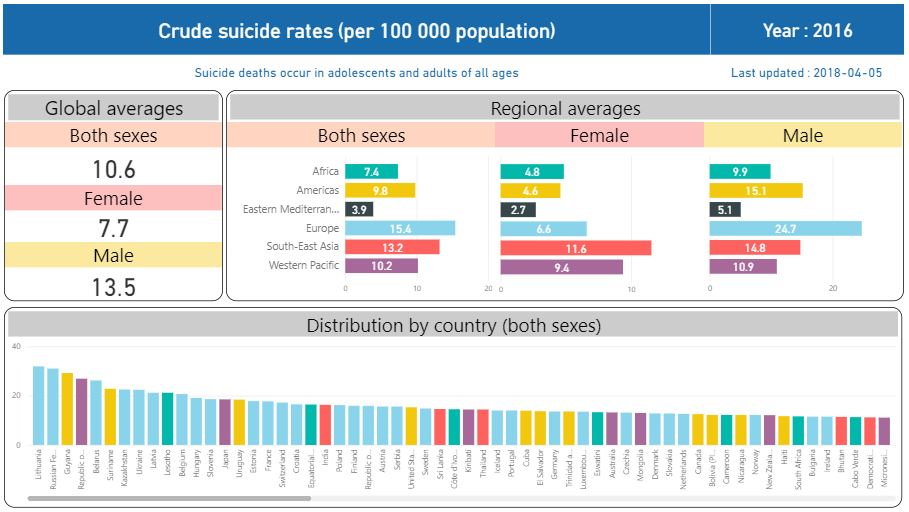 Crude suicide rates (per 100 000 population)
Year : 2016
Suicide deaths occur in adolescents and adults of all ages
Last updated : 2018-04-05
Global averages
Both sexes
10.6
Female
7.7
Male
13.5
Regional averages
Both sexes
Female
Male
Africa 7.4 4.8 9.9
Americas 9.8 4.6 15.1
Eastern Mediterran... 3.9 2.7 5.1
Europe 15.4 6.6 24.7
South-East Asia 13.2 11.6 14.8
Western Pacific 10.2 9.4 10.9
0 20 0 10 0 20
Distribution by country (both sexes)
40
20
0
Lithuania
Russian Fe...
Guyana
Republic o...
Belarus
Suriname
Kazakhstan
Ukraine
Latvia
Lesotho
Belgium
Hungary
Slovenia
Japan
Uruguay
Estonia
France
Switzerland
Croatia
Equatorial...
India
Poland
Finland
Republic o...
Austria
Serbia
United Sta...
Sweden
Sri Lanka
Côte d'Ivo...
Kiribati
Thailand
Iceland
Portugal
Cuba
El Salvador
Germany
Trinidad a...
Luxembou...
Eswatini
Australia
Czechia
Mongolia
Denmark
Slovakia
Netherlands
Canada
Bolivia (Pl...
Cameroon
Nicaragua
Norway
New Zeala...
Haiti
South Africa
Bulgaria
Ireland
Bhutan
Cabo Verde
Democrati...
Micronesi...